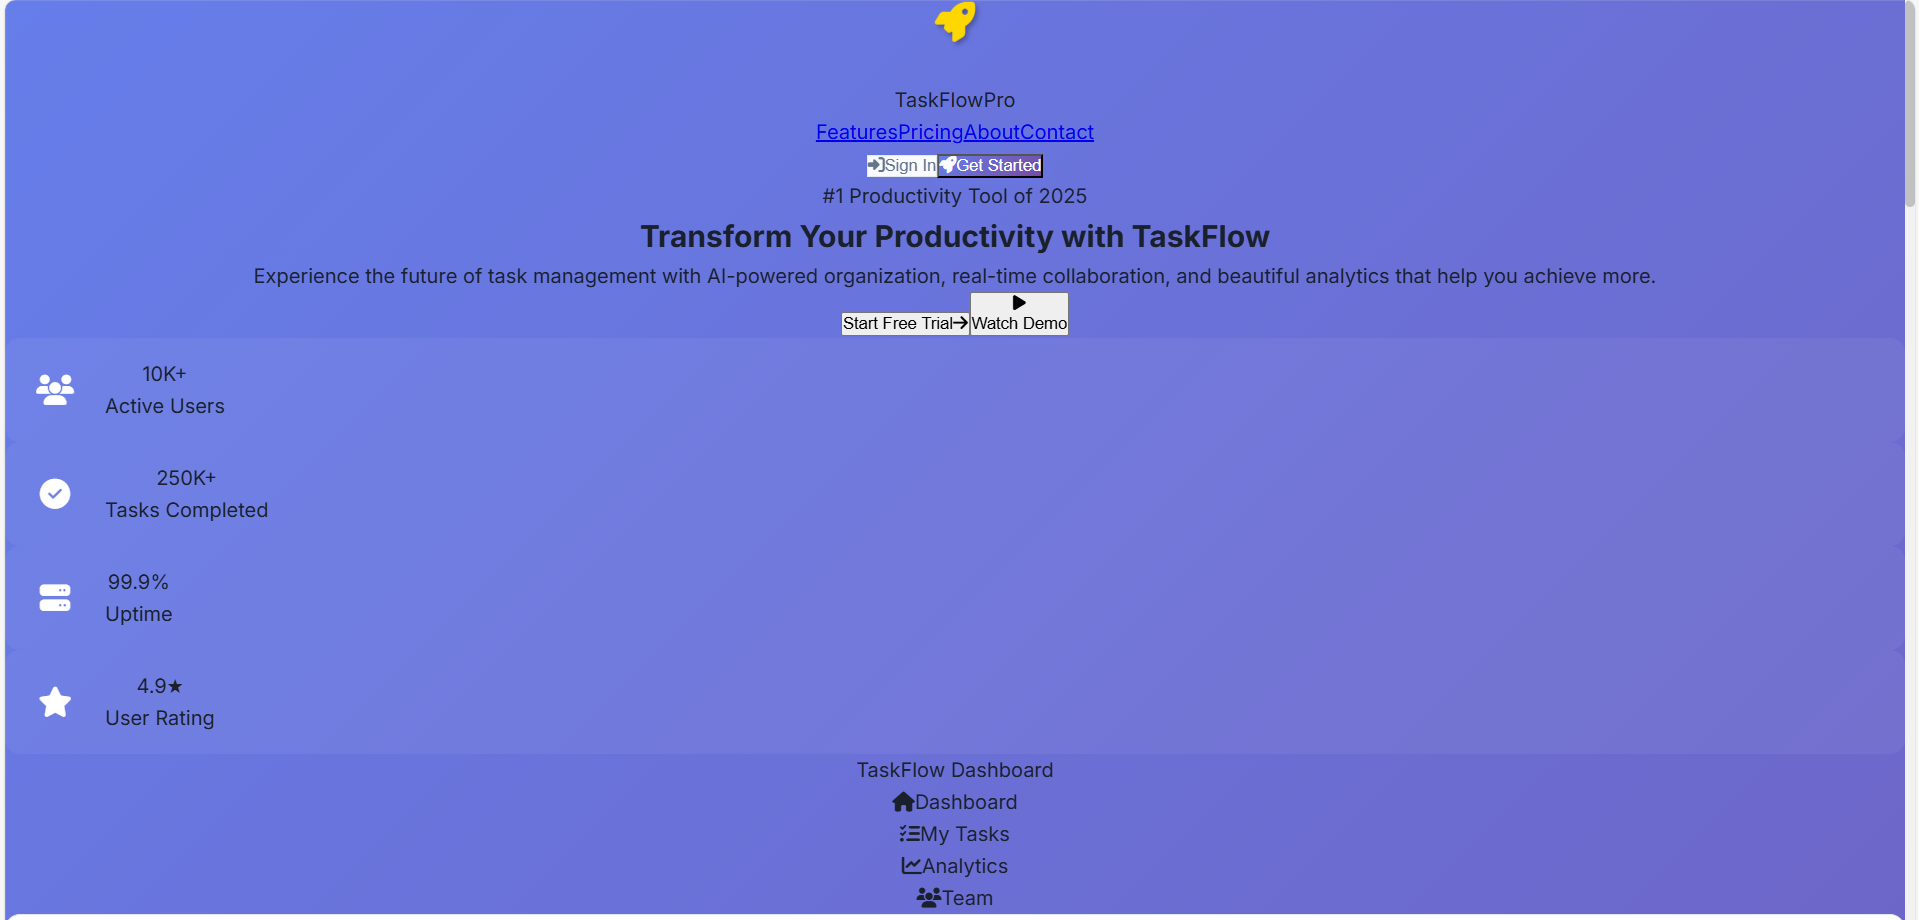 TaskFlowPro
FeaturesPricingAboutContact
Sign In Get Started
#1 Productivity Tool of 2025
Transform Your Productivity with TaskFlow
Experience the future of task management with AI-powered organization, real-time collaboration, and beautiful analytics that help you achieve more.
Start Free Trial Watch Demo
10K+
Active Users
250K+
Tasks Completed
99.9%
Uptime
4.9★
User Rating
TaskFlow Dashboard
Dashboard
My Tasks
Analytics
Team